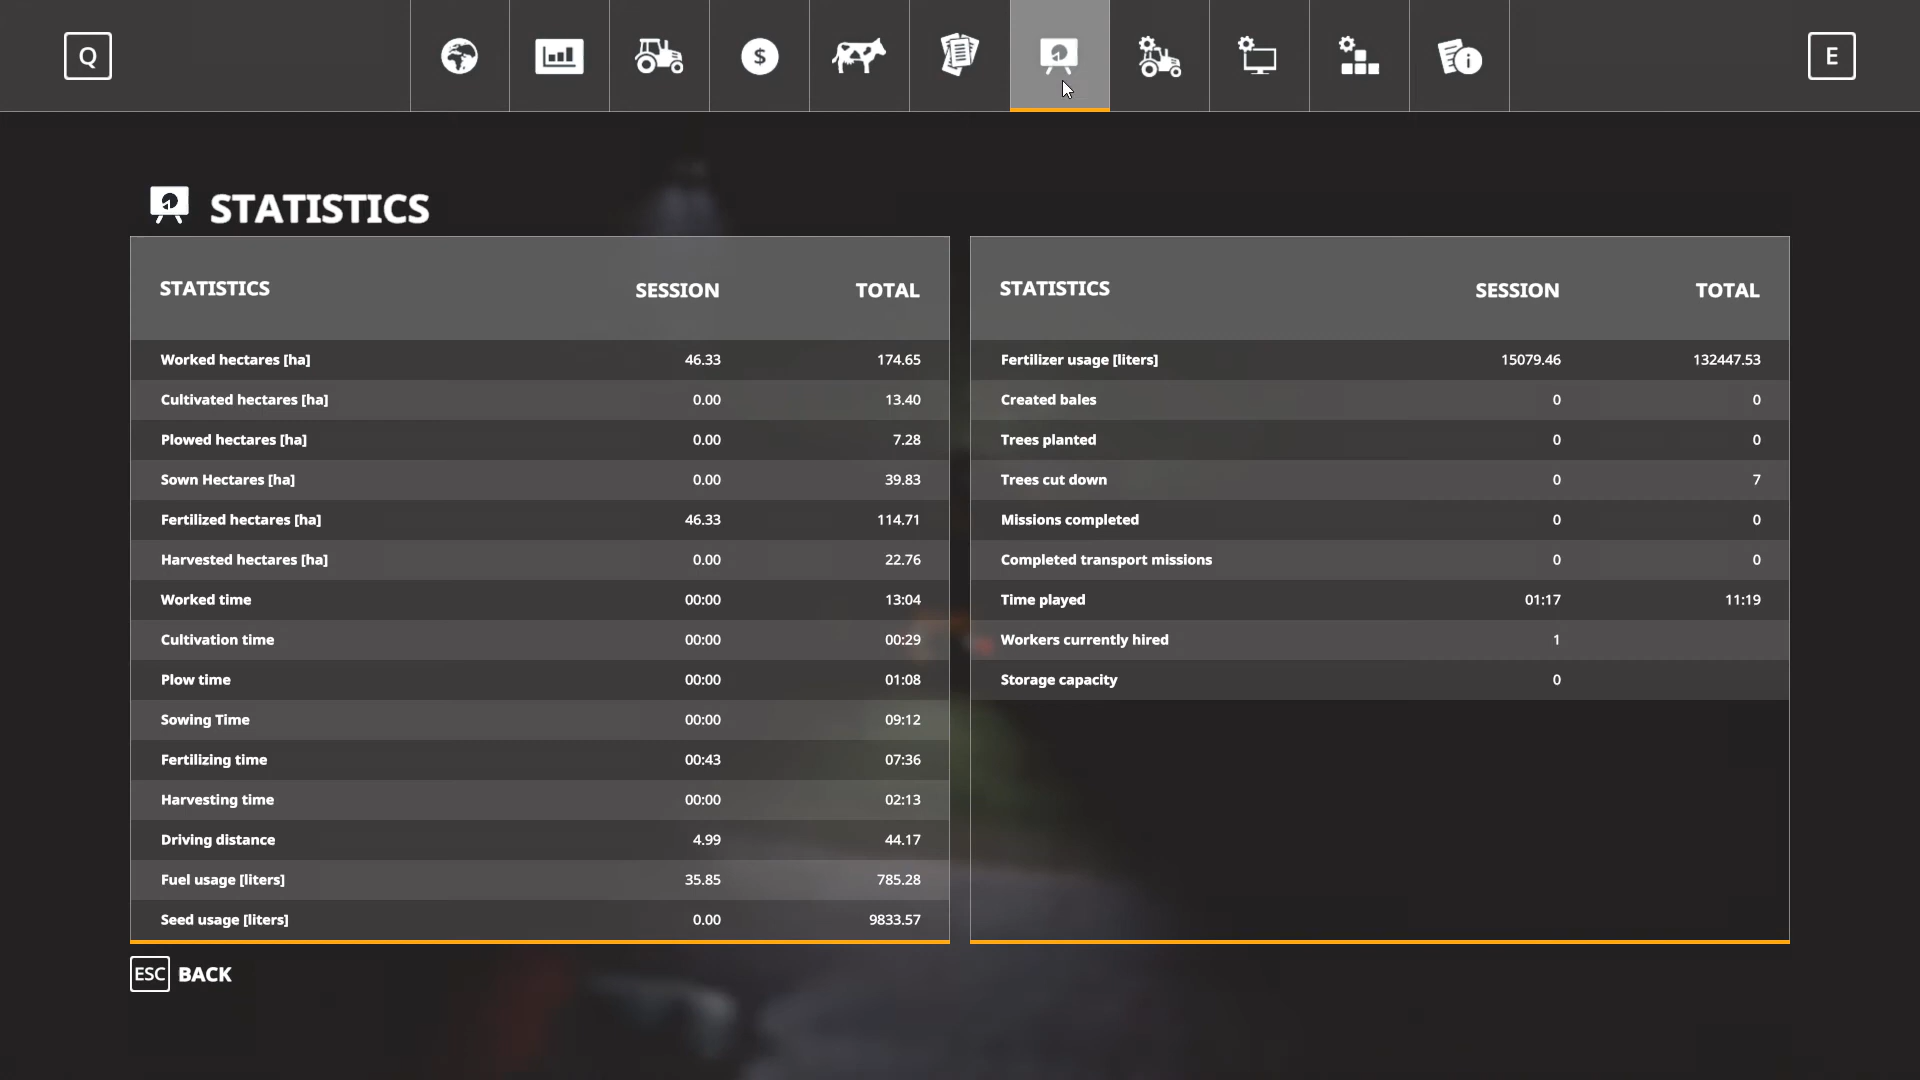 Q
$
E
STATISTICS
STATISTICS SESSION TOTAL
Worked hectares [ha] 46.33 174.65
Cultivated hectares [ha] 0.00 13.40
Plowed hectares [ha] 0.00 7.28
Sown Hectares [ha] 0.00 39.83
Fertilized hectares [ha] 46.33 114.71
Harvested hectares [ha] 0.00 22.76
Worked time 00:00 13:04
Cultivation time 00:00 00:29
Plow time 00:00 01:08
Sowing Time 00:00 09:12
Fertilizing time 00:43 07:36
Harvesting time 00:00 02:13
Driving distance 4.99 44.17
Fuel usage [liters] 35.85 785.28
Seed usage [liters] 0.00 9833.57
STATISTICS SESSION TOTAL
Fertilizer usage [liters] 15079.46 132447.53
Created bales 0 0
Trees planted 0 0
Trees cut down 0 7
Missions completed 0 0
Completed transport missions 0 0
Time played 01:17 11:19
Workers currently hired 1
Storage capacity 0
ESC BACK